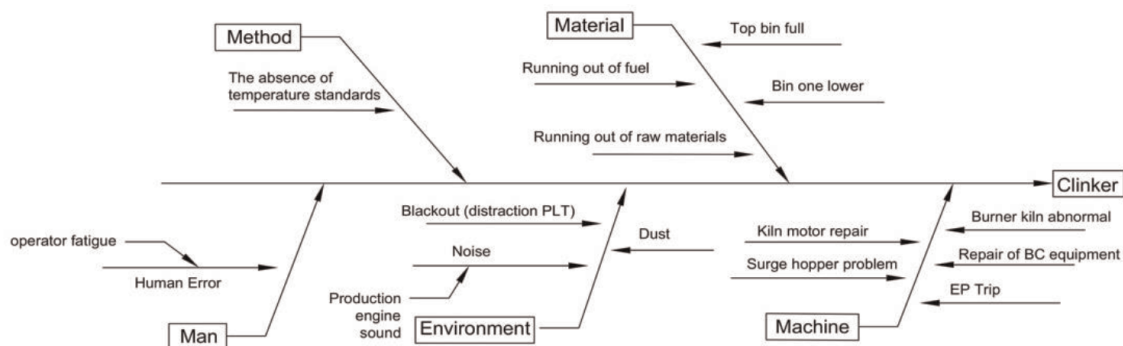 Method
Material
Top bin full
The absence of
temperature standards
Running out of fuel
Bin one lower
Running out of raw materials
Clinker
operator fatigue
Human Error
Man
Blackout (distraction PLT)
Noise
Dust
Production
engine
sound
Environment
Kiln motor repair
Surge hopper problem
Burner kiln abnormal
Repair of BC equipment
EP Trip
Machine